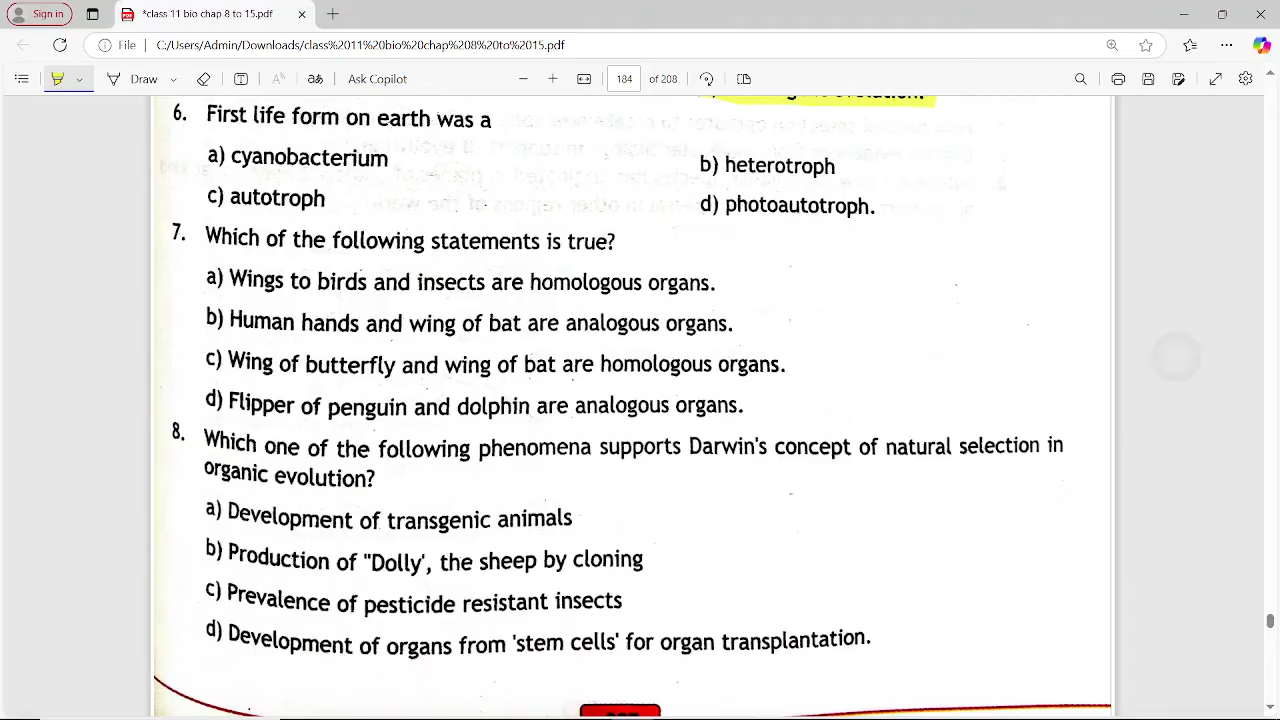 Sign in
*class 11 bio chap 8 to 15.pdf
File C:/Users/Admin/Downloads/class%2011%20bio%20chap%208%20to%2015.pdf
Draw Ask Copilot 184 of 208
evolution.
6. First life form on earth was a
a) cyanobacterium b) heterotroph
c) autotroph d) photoautotroph.
7. Which of the following statements is true?
a) Wings to birds and insects are homologous organs.
b) Human hands and wing of bat are analogous organs.
c) Wing of butterfly and wing of bat are homologous organs.
d) Flipper of penguin and dolphin are analogous organs.
8. Which one of the following phenomena supports Darwin's concept of natural selection in
organic evolution?
a) Development of transgenic animals
b) Production of "Dolly', the sheep by cloning
c) Prevalence of pesticide resistant insects
d) Development of organs from 'stem cells' for organ transplantation.